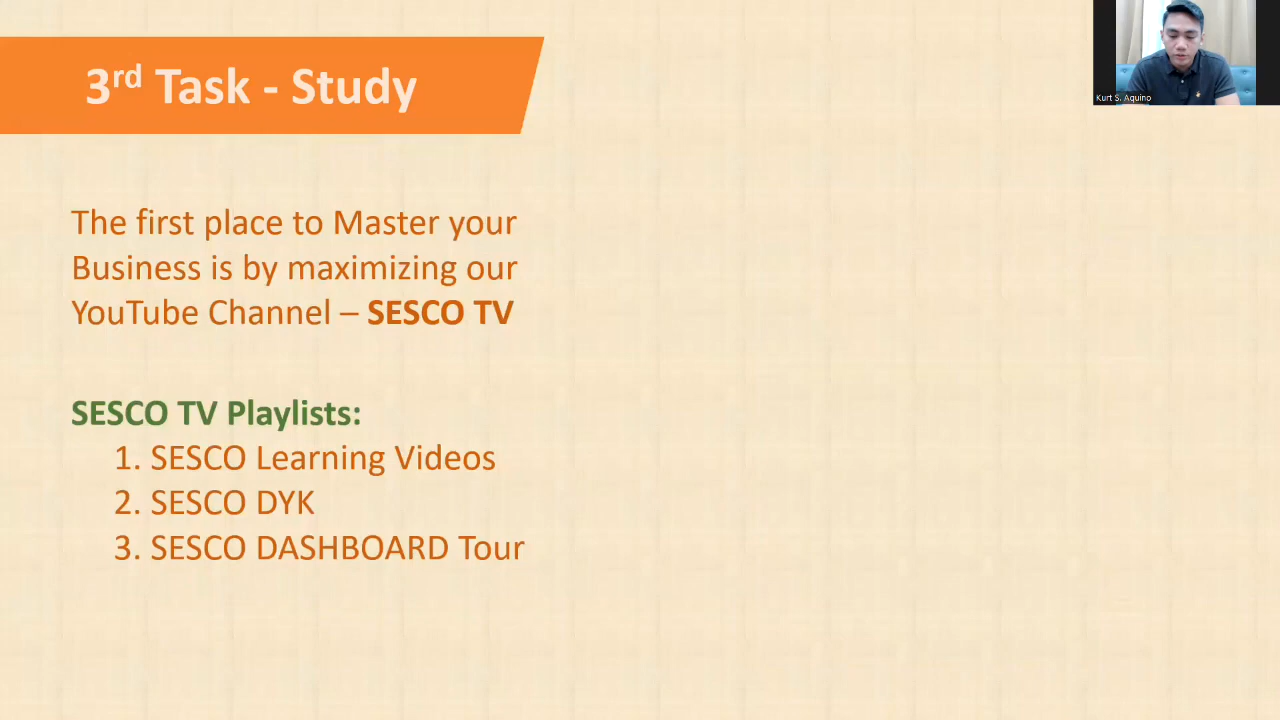 3rd Task - Study
Kurt S. Aquino
The first place to Master your
Business is by maximizing our
YouTube Channel – SESCO TV
SESCO TV Playlists:
1. SESCO Learning Videos
2. SESCO DYK
3. SESCO DASHBOARD Tour